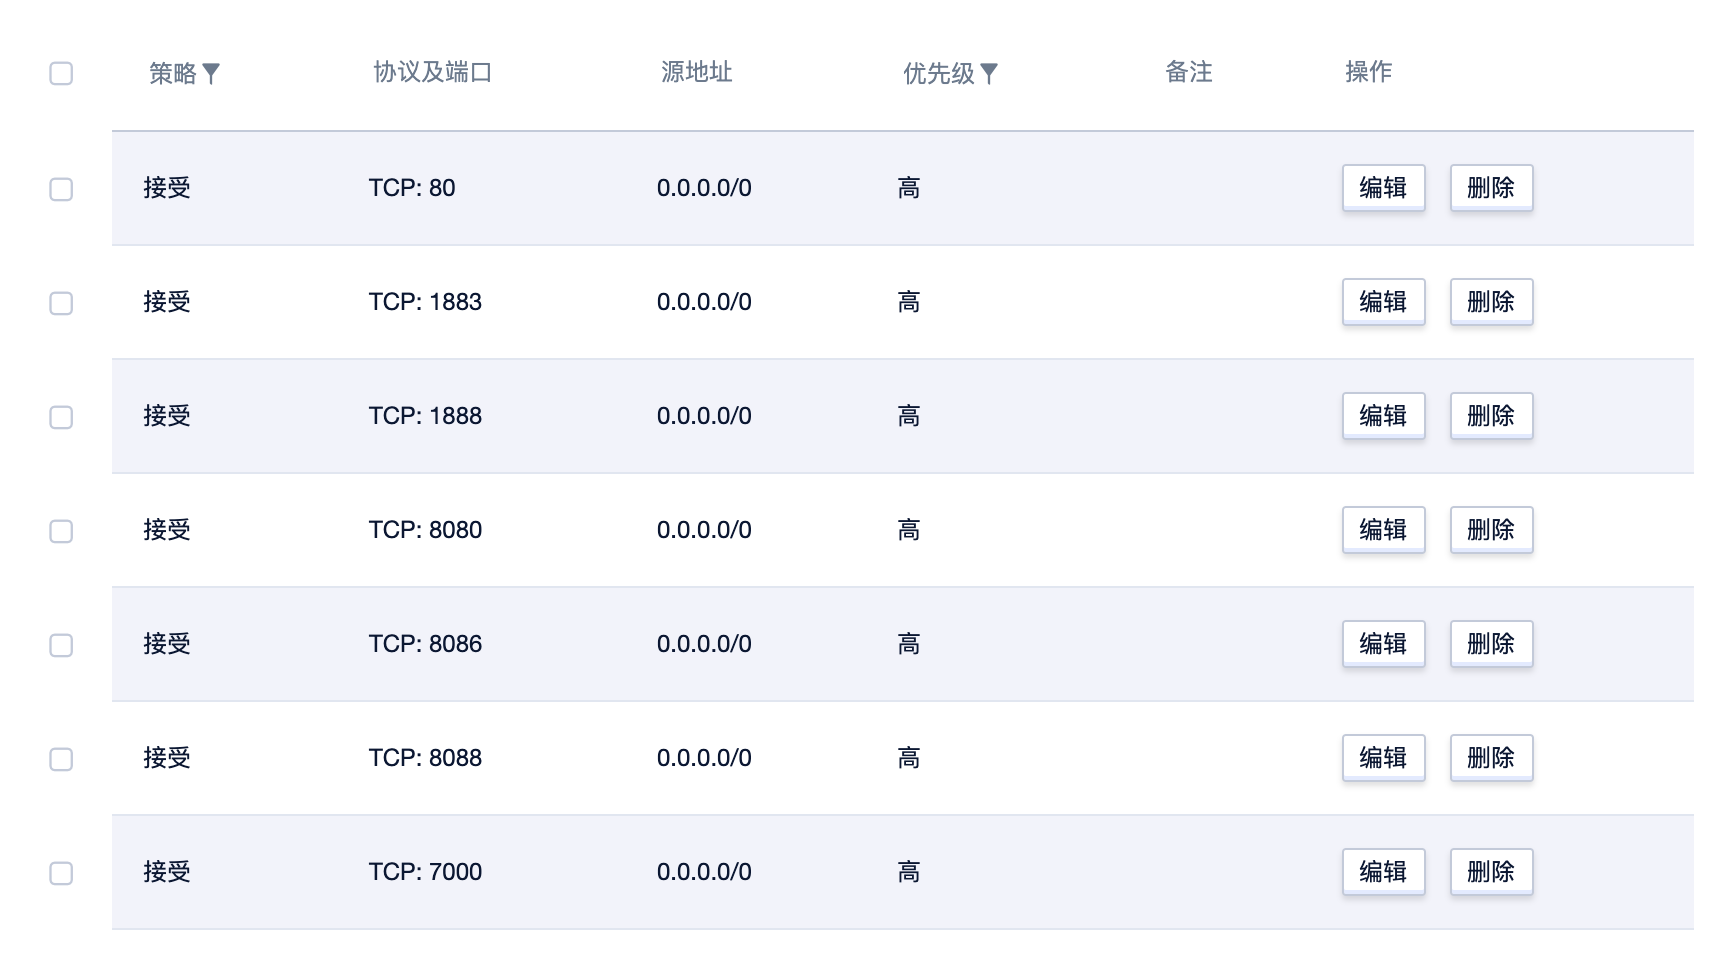 策略 协议及端口 源地址 优先级 备注 操作
接受 TCP: 80 0.0.0.0/0 高 编辑 删除
接受 TCP: 1883 0.0.0.0/0 高 编辑 删除
接受 TCP: 1888 0.0.0.0/0 高 编辑 删除
接受 TCP: 8080 0.0.0.0/0 高 编辑 删除
接受 TCP: 8086 0.0.0.0/0 高 编辑 删除
接受 TCP: 8088 0.0.0.0/0 高 编辑 删除
接受 TCP: 7000 0.0.0.0/0 高 编辑 删除